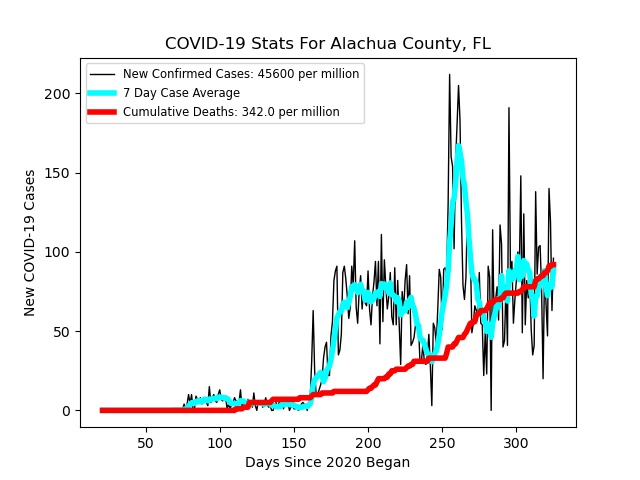 COVID-19 Stats For Alachua County, FL
New Confirmed Cases: 45600 per million
7 Day Case Average
Cumulative Deaths: 342.0 per million
200
150
100
50
0
New COVID-19 Cases
50 100 150 200 250 300
Days Since 2020 Began